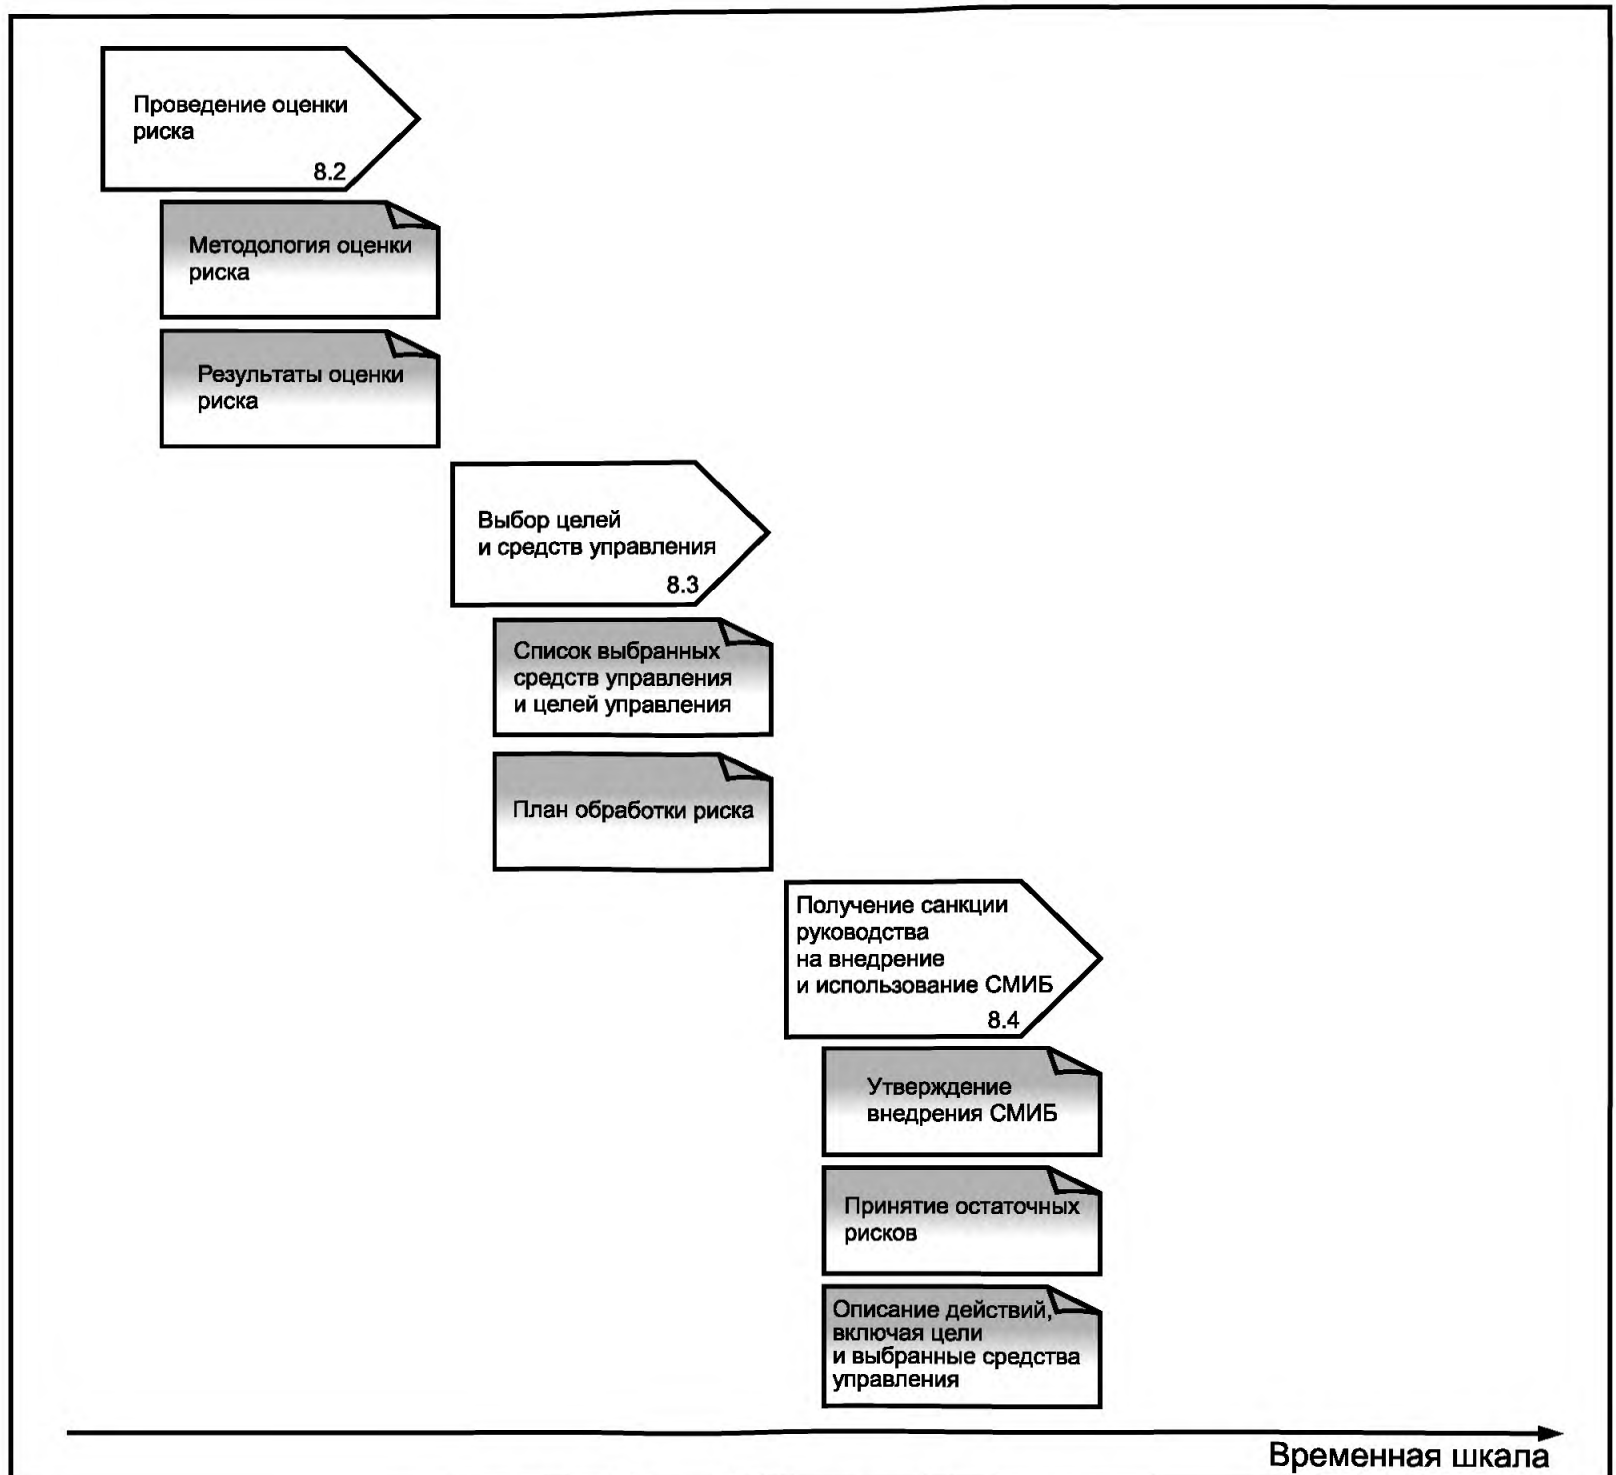 Проведение оценки
риска
8.2
Методология оценки
риска
Результаты оценки
риска
Выбор целей
и средств управления
8.3
Список выбранных
средств управления
и целей управления
План обработки риска
Получение санкции
руководства
на внедрение
и использование СМИБ
8.4
Утверждение
внедрения СМИБ
Принятие остаточных
рисков
Описание действий,
включая цели
и выбранные средства
управления
Временная шкала